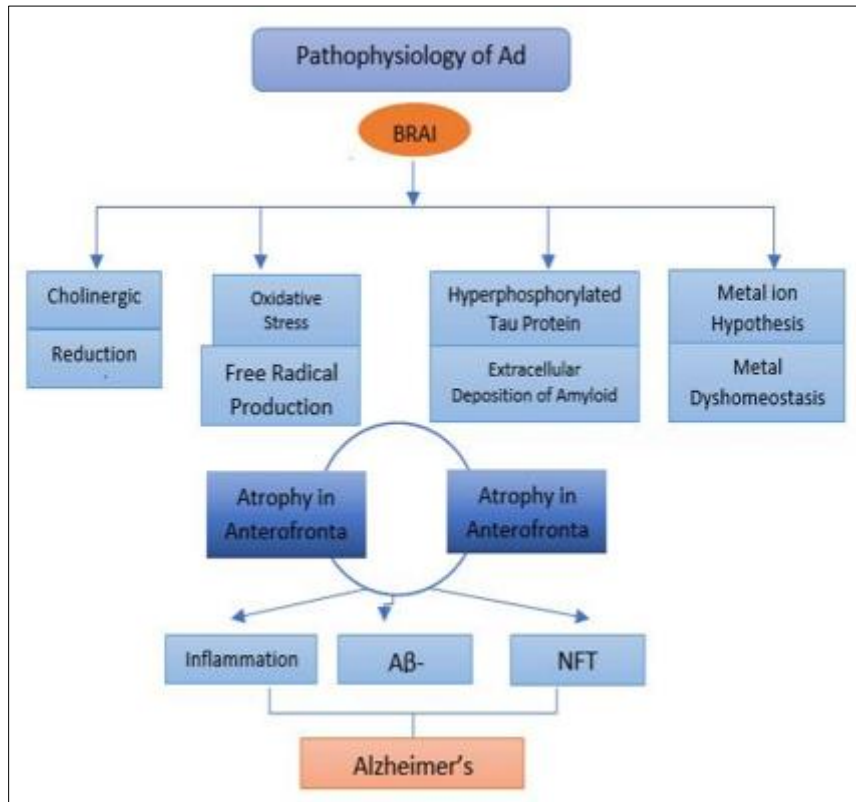 Pathophysiology of Ad
BRAI
Cholinergic
Reduction
Oxidative
Stress
Free Radical
Production
Hyperphosphorylated
Tau Protein
Extracellular
Deposition of Amyloid
Metal ion
Hypothesis
Metal
Dyshomeostasis
Atrophy in
Anterofronta
Atrophy in
Anterofronta
Inflammation
Aβ-
NFT
Alzheimer's